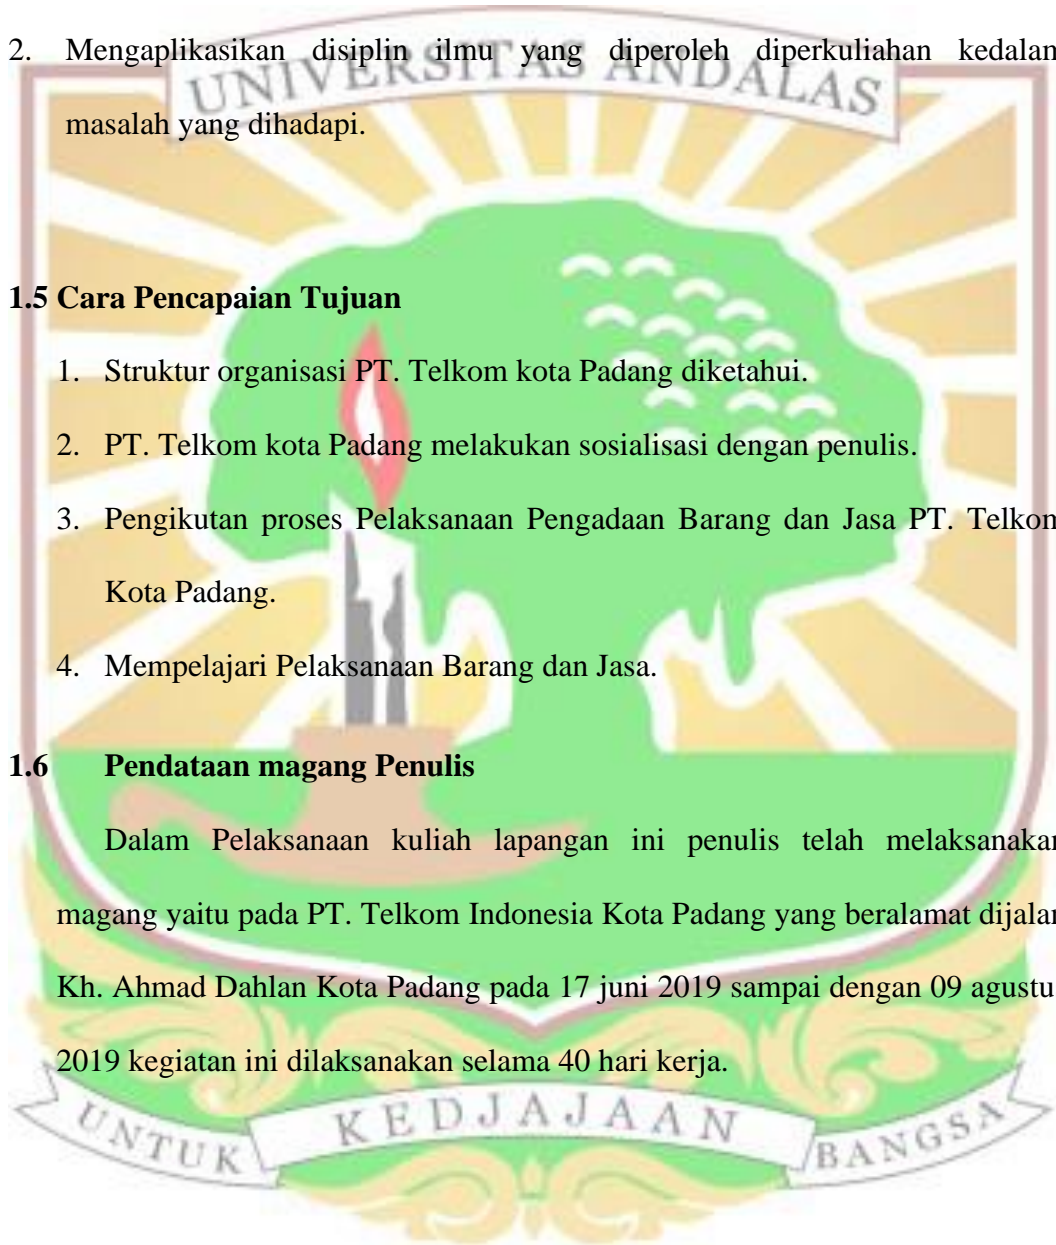 2. Mengaplikasikan disiplin ilmu yang diperoleh diperkuliahan kedalam
UNIVERSITAS ANDALAS
masalah yang dihadapi.
1.5 Cara Pencapaian Tujuan
1. Struktur organisasi PT. Telkom kota Padang diketahui.
2. PT. Telkom kota Padang melakukan sosialisasi dengan penulis.
3. Pengikutan proses Pelaksanaan Pengadaan Barang dan Jasa PT. Telkom
Kota Padang.
4. Mempelajari Pelaksanaan Barang dan Jasa.
1.6 Pendataan magang Penulis
Dalam Pelaksanaan kuliah lapangan ini penulis telah melaksanakan
magang yaitu pada PT. Telkom Indonesia Kota Padang yang beralamat dijalan
Kh. Ahmad Dahlan Kota Padang pada 17 juni 2019 sampai dengan 09 agustu
2019 kegiatan ini dilaksanakan selama 40 hari kerja.
UNTUK KEDJAJAAN BANGSA